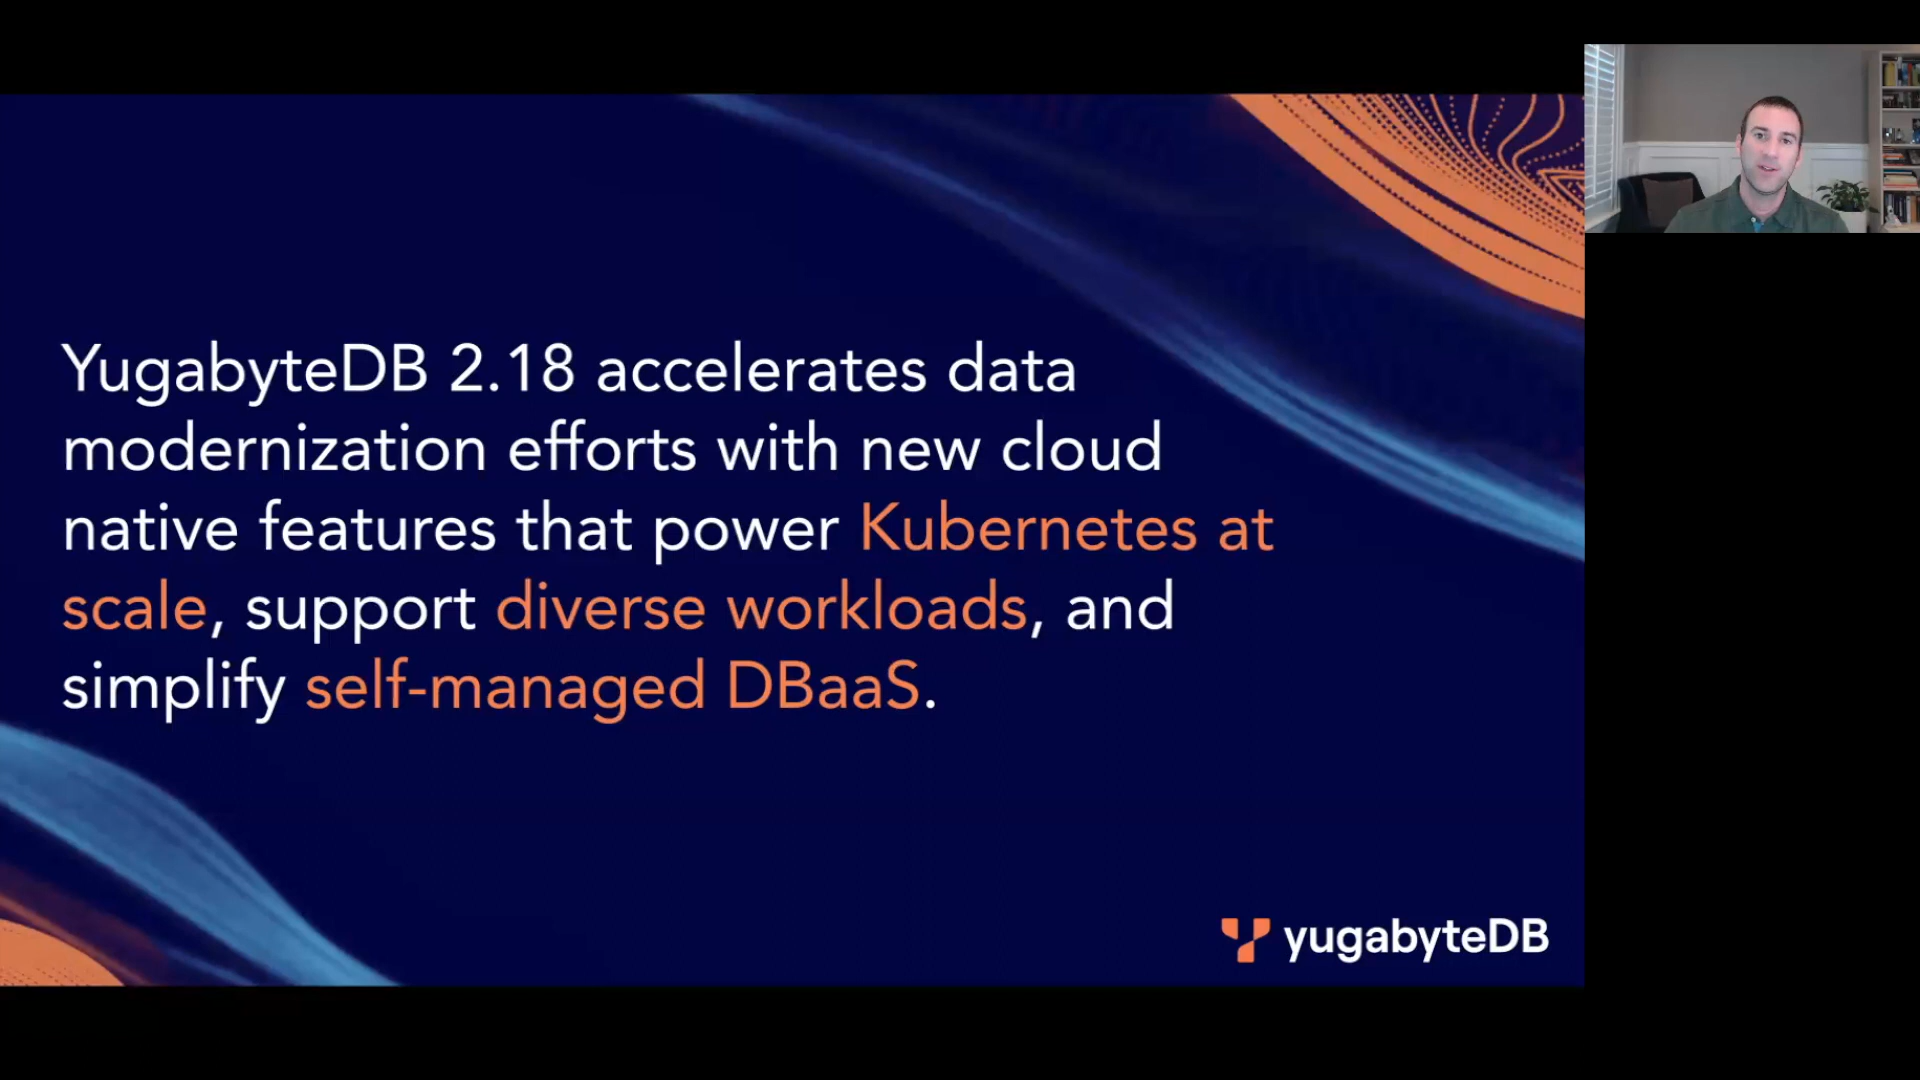 YugabyteDB 2.18 accelerates data
modernization efforts with new cloud
native features that power Kubernetes at
scale, support diverse workloads, and
simplify self-managed DBaaS.
yugabyteDB